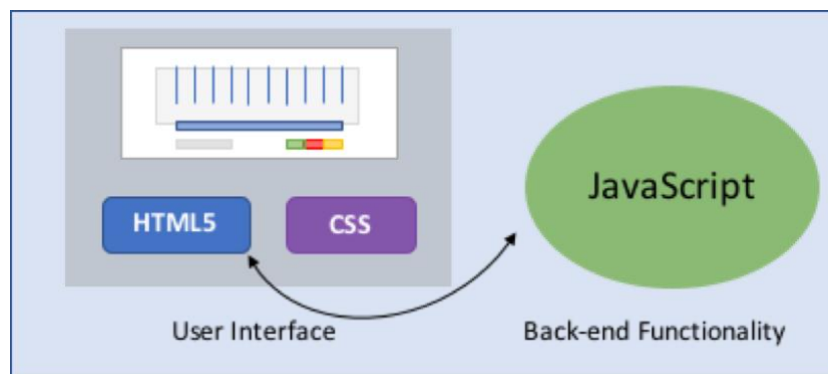 HTML5
CSS
JavaScript
User Interface
Back-end Functionality